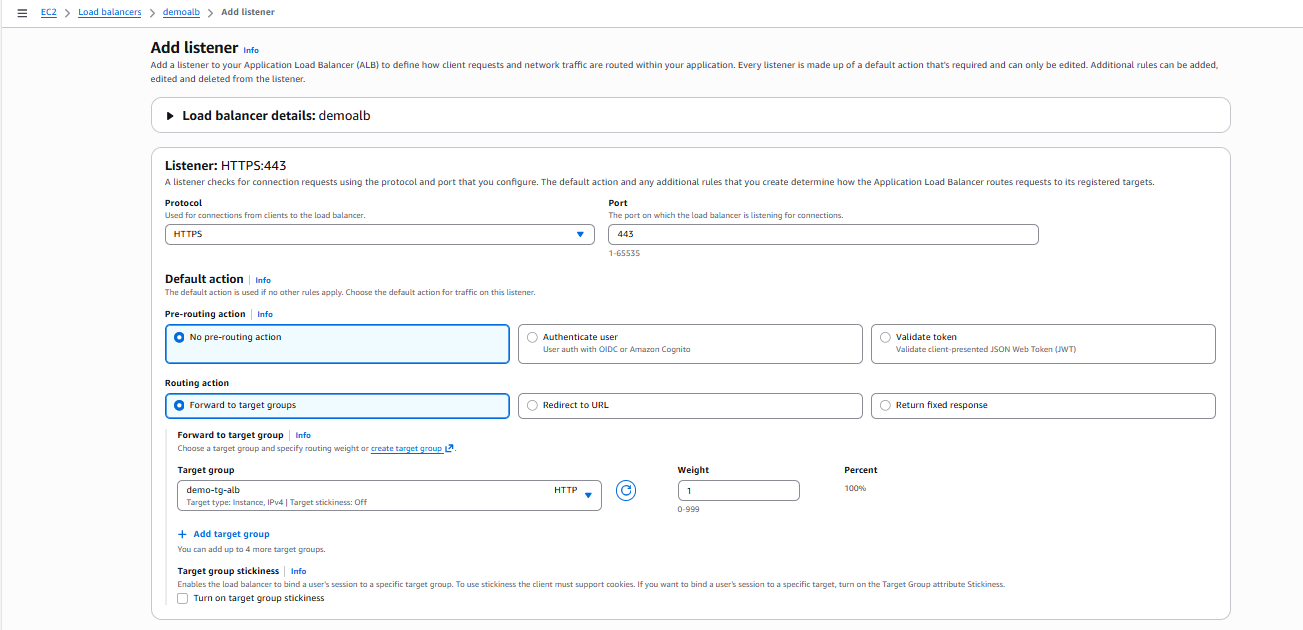 EC2 > Load balancers > demoalb > Add listener
Add listener Info
Add a listener to your Application Load Balancer (ALB) to define how client requests and network traffic are routed within your application. Every listener is made up of a default action that's required and can only be edited. Additional rules can be added,
edited and deleted from the listener.
Load balancer details: demoalb
Listener: HTTPS:443
A listener checks for connection requests using the protocol and port that you configure. The default action and any additional rules that you create determine how the Application Load Balancer routes requests to its registered targets.
Protocol Port
Used for connections from clients to the load balancer. The port on which the load balancer is listening for connections.
HTTPS 443
1-65535
Default action Info
The default action is used if no other rules apply. Choose the default action for traffic on this listener.
Pre-routing action Info
No pre-routing action Authenticate user Validate token
User auth with OIDC or Amazon Cognito Validate client-presented JSON Web Token (JWT)
Routing action
Forward to target groups Redirect to URL Return fixed response
Forward to target group Info
Choose a target group and specify routing weight or create target group.
Target group Weight Percent
demo-tg-alb HTTP 1 100%
Target type: Instance, IPv4 | Target stickiness: Off
0-999
+ Add target group
You can add up to 4 more target groups.
Target group stickiness Info
Enables the load balancer to bind a user's session to a specific target group. To use stickiness the client must support cookies. If you want to bind a user's session to a specific target, turn on the Target Group attribute Stickiness.
Turn on target group stickiness